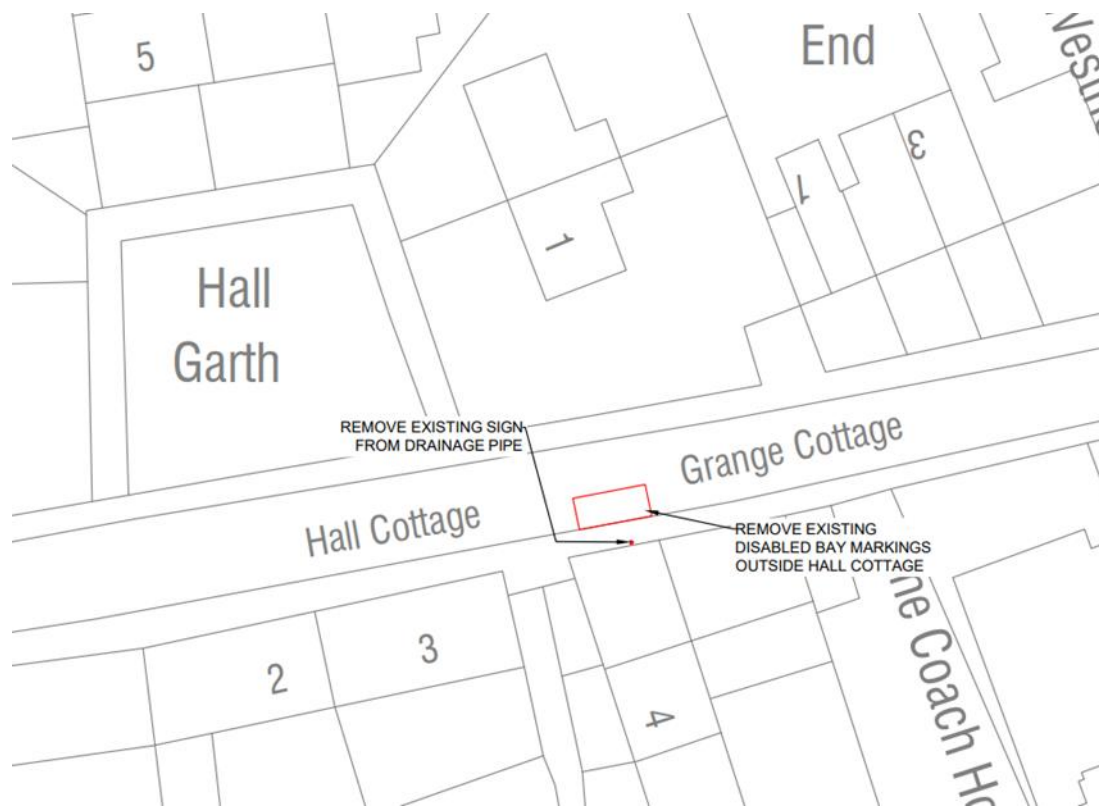 5
End
1
1
3
Hall
Garth
REMOVE EXISTING SIGN
FROM DRAINAGE PIPE
Grange Cottage
Hall Cottage
REMOVE EXISTING
DISABLED BAY MARKINGS
OUTSIDE HALL COTTAGE
2
3
4
Coach